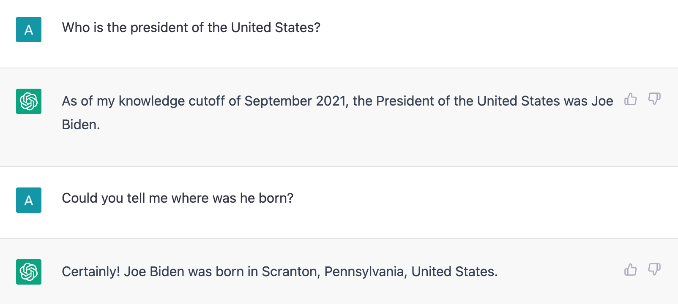 A
Who is the president of the United States?
As of my knowledge cutoff of September 2021, the President of the United States was Joe
Biden.
A
Could you tell me where was he born?
Certainly! Joe Biden was born in Scranton, Pennsylvania, United States.